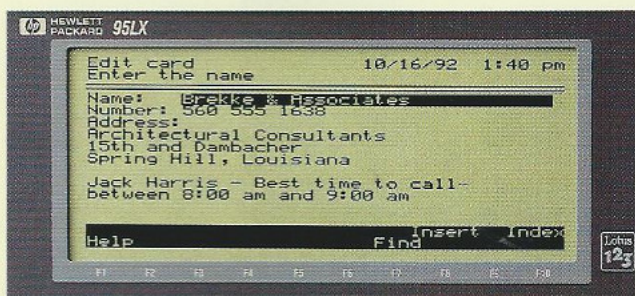 hp HEWLETT PACKARD 95LX
Edit card 10/16/92 1:40 pm
Enter the name
Name: Brekke & Associates
Number: 560 555 1638
Address:
Architectural Consultants
15th and Dambacher
Spring Hill, Louisiana
Jack Harris - Best time to call-
between 8:00 am and 9:00 am
Insert Index
Help Find
Lotus
123
F1 F2 F3 F4 F5 F6 F7 F8 F9 F10